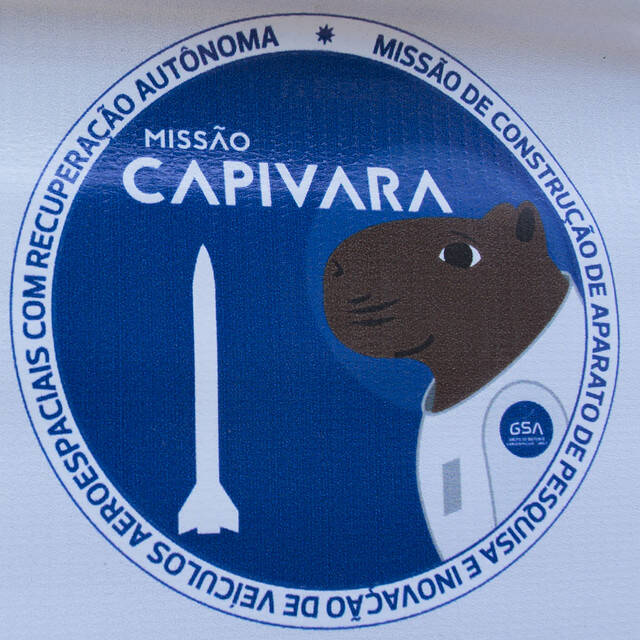 MISSÃO DE CONSTRUÇÃO DE APARATO DE PESQUISA E INOVAÇÃO DE VEÍCULOS AEROESPACIAIS COM RECUPERAÇÃO AUTÔNOMA
MISSÃO
CAPIVARA
GSA